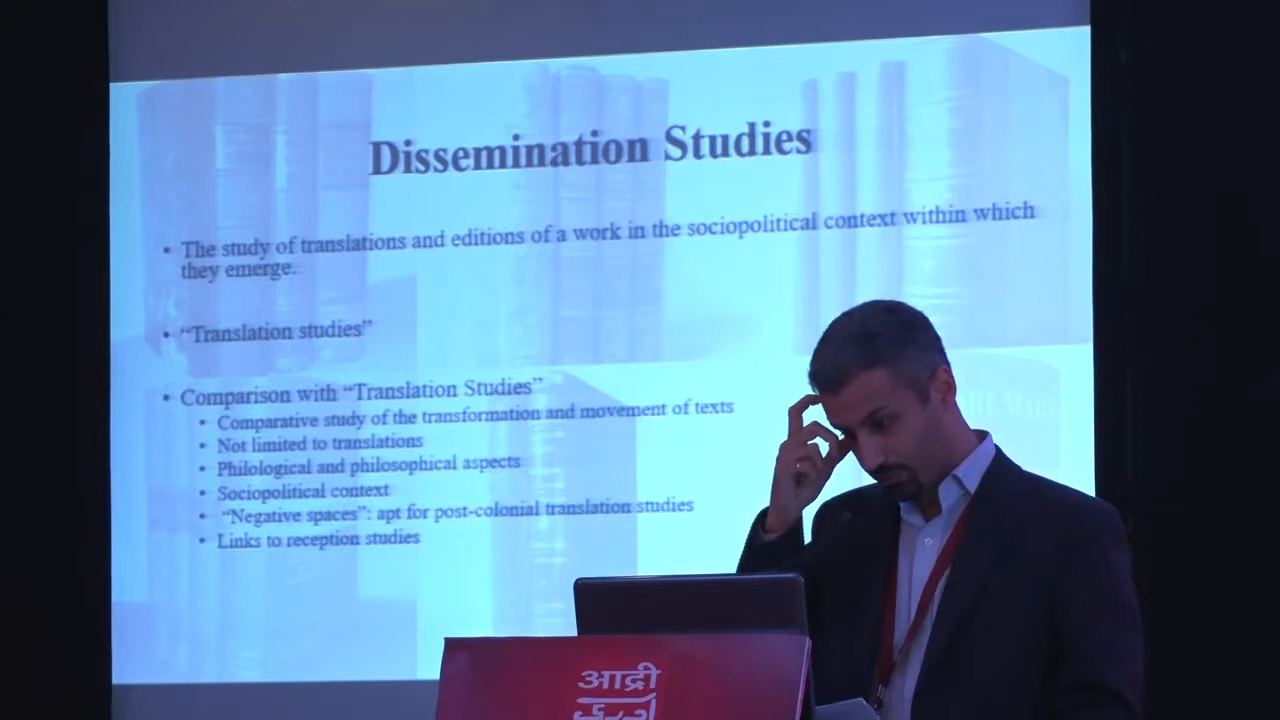 Dissemination Studies
• The study of translations and editions of a work in the sociopolitical context within which
they emerge.
• “Translation studies”
• Comparison with “Translation Studies”
• Comparative study of the transformation and movement of texts
• Not limited to translations
• Philological and philosophical aspects
• Sociopolitical context
• “Negative spaces”: apt for post-colonial translation studies
• Links to reception studies
आद्री